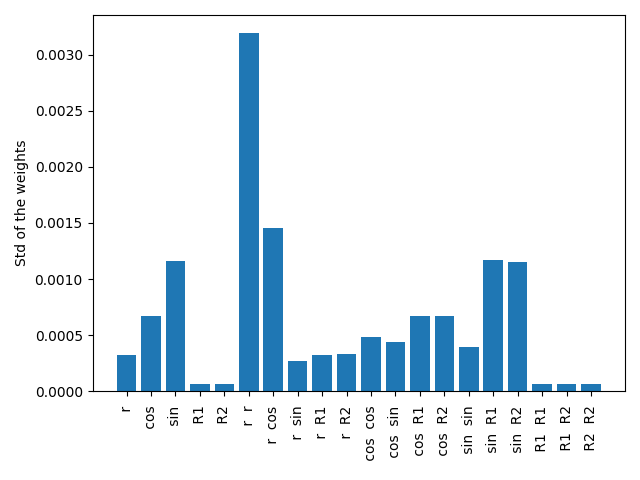 Std of the weights
0.0030
0.0025
0.0020
0.0015
0.0010
0.0005
0.0000
r
cos
sin
R1
R2
r r
r cos
r sin
r R1
r R2
cos cos
cos sin
cos R1
cos R2
sin sin
sin R1
sin R2
R1 R1
R1 R2
R2 R2